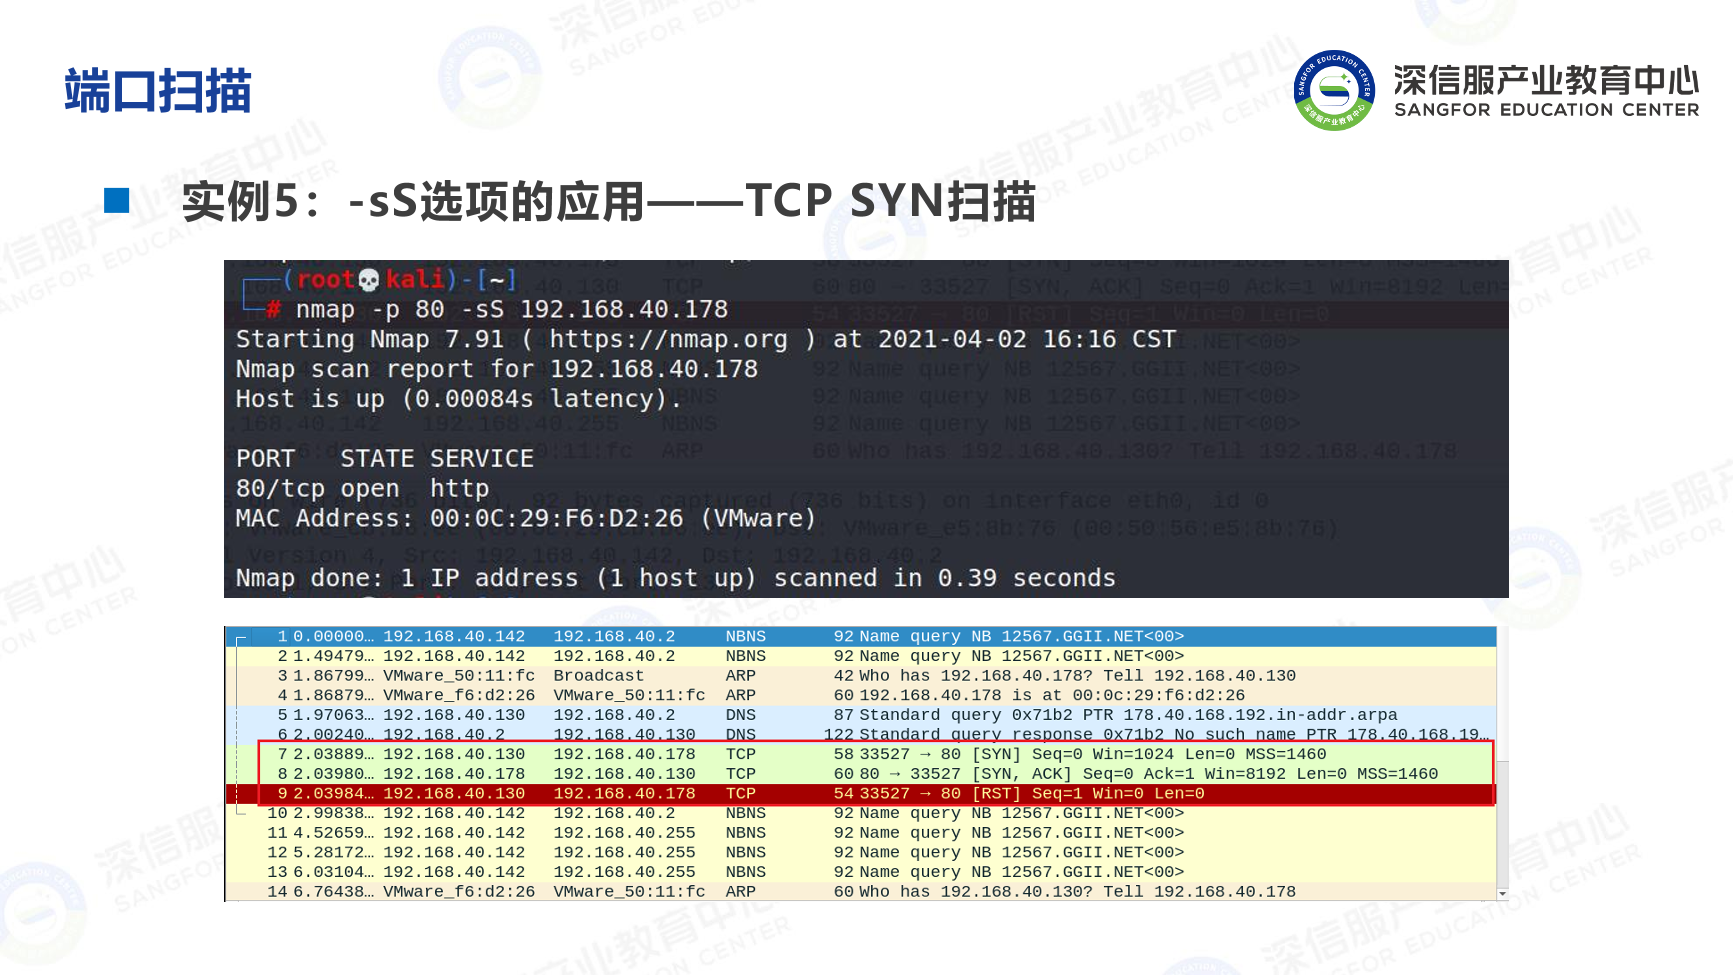 端口扫描
深信服产业教育中心
SANGFOR EDUCATION CENTER
实例5：-sS选项的应用——TCP SYN扫描
(root💀kali)-[~]
# nmap -p 80 -sS 192.168.40.178
Starting Nmap 7.91 ( https://nmap.org ) at 2021-04-02 16:16 CST
Nmap scan report for 192.168.40.178
Host is up (0.00084s latency).
PORT   STATE SERVICE
80/tcp open  http
MAC Address: 00:0C:29:F6:D2:26 (VMware)
Nmap done: 1 IP address (1 host up) scanned in 0.39 seconds
1 0.00000… 192.168.40.142 192.168.40.2 NBNS 92 Name query NB 12567.GGII.NET<00>
2 1.49479… 192.168.40.142 192.168.40.2 NBNS 92 Name query NB 12567.GGII.NET<00>
3 1.86799… VMware_50:11:fc Broadcast ARP 42 Who has 192.168.40.178? Tell 192.168.40.130
4 1.86879… VMware_f6:d2:26 VMware_50:11:fc ARP 60 192.168.40.178 is at 00:0c:29:f6:d2:26
5 1.97063… 192.168.40.130 192.168.40.2 DNS 87 Standard query 0x71b2 PTR 178.40.168.192.in-addr.arpa
6 2.00240… 192.168.40.2 192.168.40.130 DNS 122 Standard query response 0x71b2 No such name PTR 178.40.168.19…
7 2.03889… 192.168.40.130 192.168.40.178 TCP 58 33527 → 80 [SYN] Seq=0 Win=1024 Len=0 MSS=1460
8 2.03980… 192.168.40.178 192.168.40.130 TCP 60 80 → 33527 [SYN, ACK] Seq=0 Ack=1 Win=8192 Len=0 MSS=1460
9 2.03984… 192.168.40.130 192.168.40.178 TCP 54 33527 → 80 [RST] Seq=1 Win=0 Len=0
10 2.99838… 192.168.40.142 192.168.40.2 NBNS 92 Name query NB 12567.GGII.NET<00>
11 4.52659… 192.168.40.142 192.168.40.255 NBNS 92 Name query NB 12567.GGII.NET<00>
12 5.28172… 192.168.40.142 192.168.40.255 NBNS 92 Name query NB 12567.GGII.NET<00>
13 6.03104… 192.168.40.142 192.168.40.255 NBNS 92 Name query NB 12567.GGII.NET<00>
14 6.76438… VMware_f6:d2:26 VMware_50:11:fc ARP 60 Who has 192.168.40.130? Tell 192.168.40.178